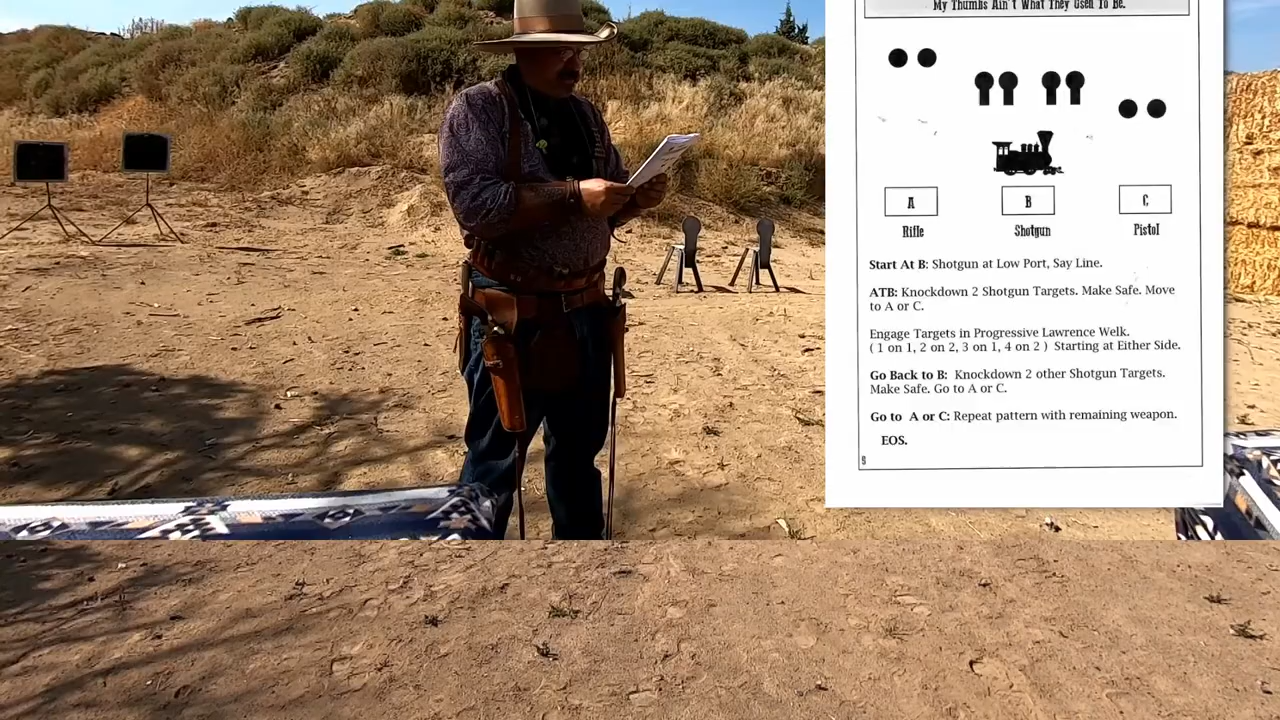 My Thumbs Ain't What They Used To Be.
A
B
C
Rifle
Shotgun
Pistol
Start At B: Shotgun at Low Port, Say Line.
ATB: Knockdown 2 Shotgun Targets. Make Safe. Move
to A or C.
Engage Targets in Progressive Lawrence Welk.
( 1 on 1, 2 on 2, 3 on 1, 4 on 2 ) Starting at Either Side.
Go Back to B: Knockdown 2 other Shotgun Targets.
Make Safe. Go to A or C.
Go to A or C: Repeat pattern with remaining weapon.
EOS.